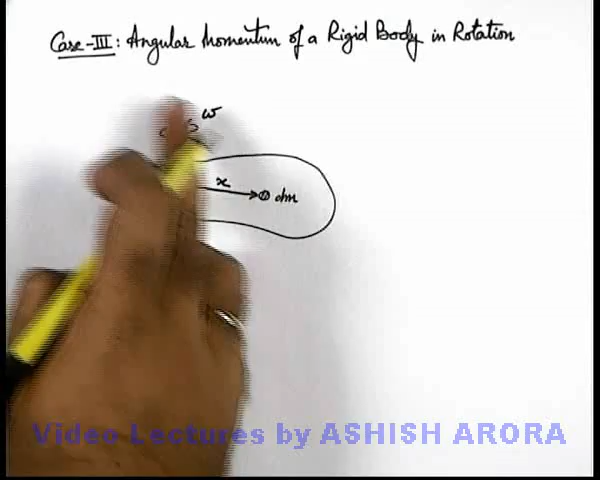 Case-III: Angular Momentum of a Rigid Body in Rotation
ω
x
dm
Video Lectures by ASHISH ARORA